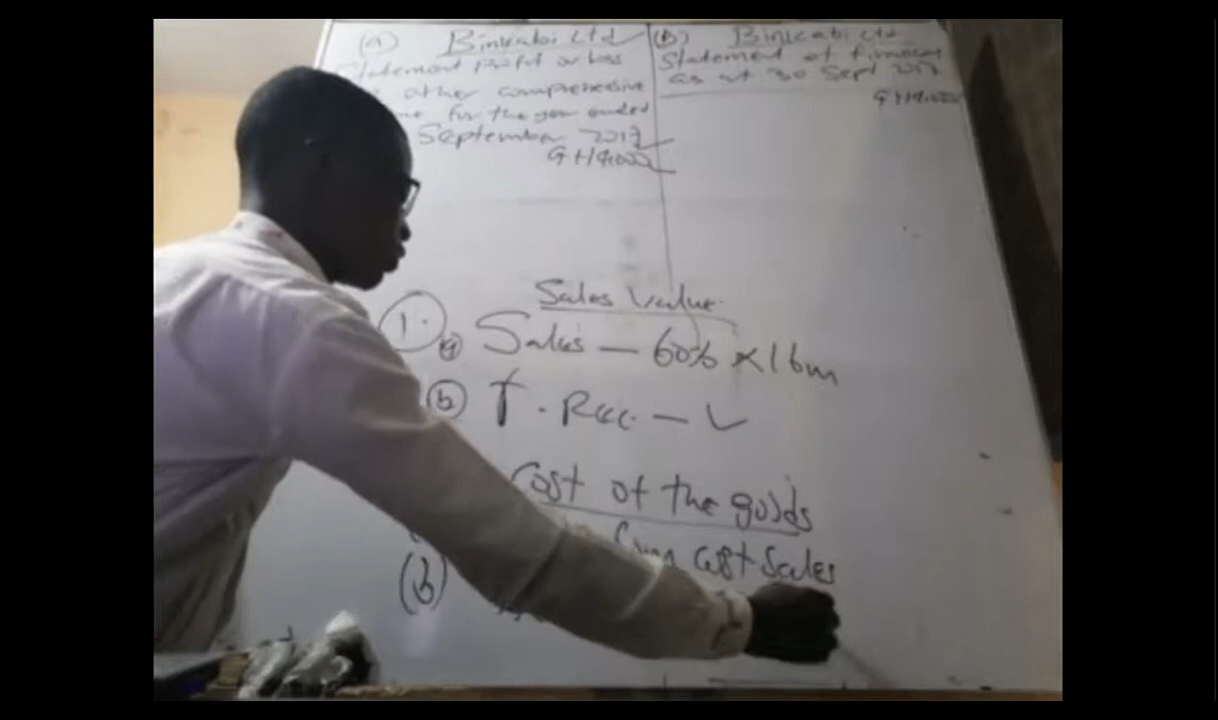 (a) Binkabi Ltd
Statement profit or loss
other comprehensive
for the year ended
September 2017
GH¢000
(b) Binkabi Ltd
Statement of financial
as at 30 Sept 2017
GH¢000
Sales Value
1. (a) Sales — 60% × 16m
(b) T. Rec —
Cost of the goods
from cost sales
(b)